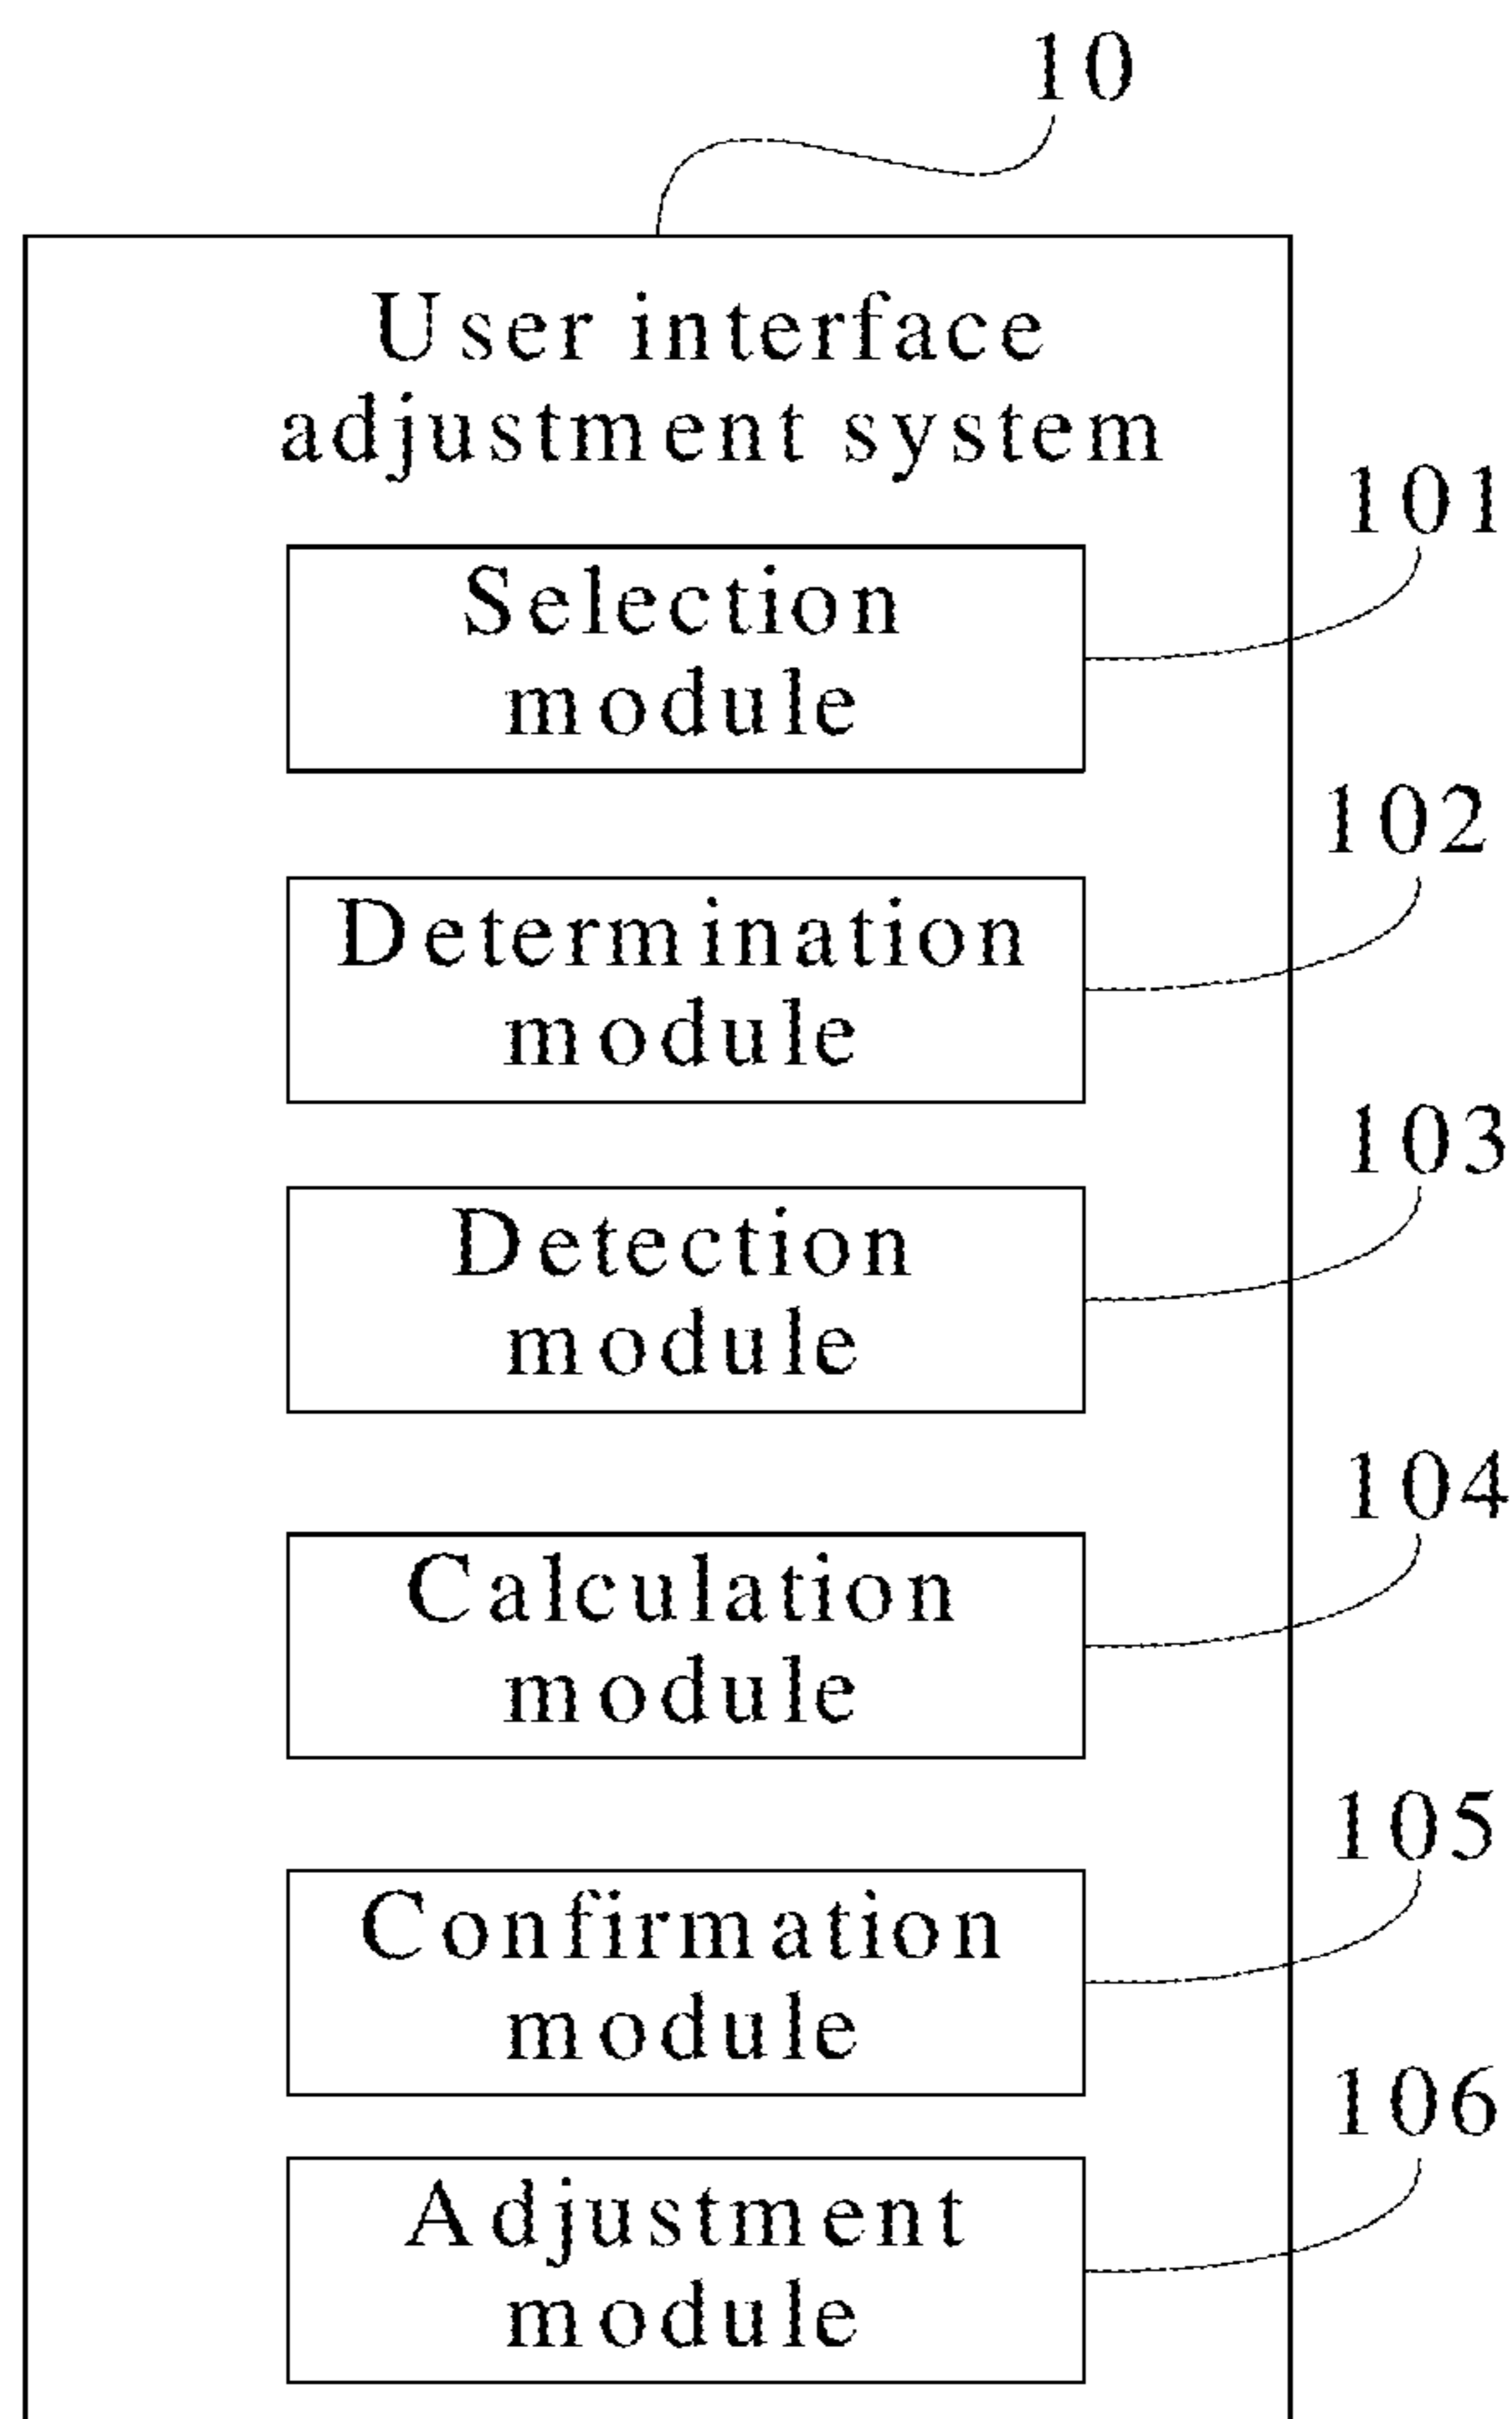 10
User interface
adjustment system
101
Selection
module
102
Determination
module
103
Detection
module
104
Calculation
module
105
Confirmation
module
106
Adjustment
module